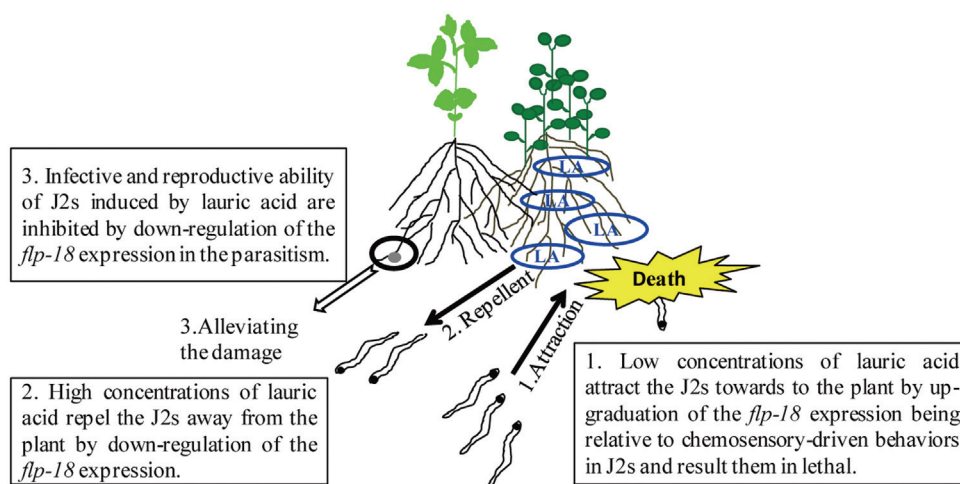 LA
LA
LA
LA
3. Infective and reproductive ability
of J2s induced by lauric acid are
inhibited by down-regulation of the
flp-18 expression in the parasitism.
Death
2. Repellent
1.Attraction
3.Alleviating
the damage
2. High concentrations of lauric
acid repel the J2s away from the
plant by down-regulation of the
flp-18 expression.
1. Low concentrations of lauric acid
attract the J2s towards to the plant by up-
graduation of the flp-18 expression being
relative to chemosensory-driven behaviors
in J2s and result them in lethal.